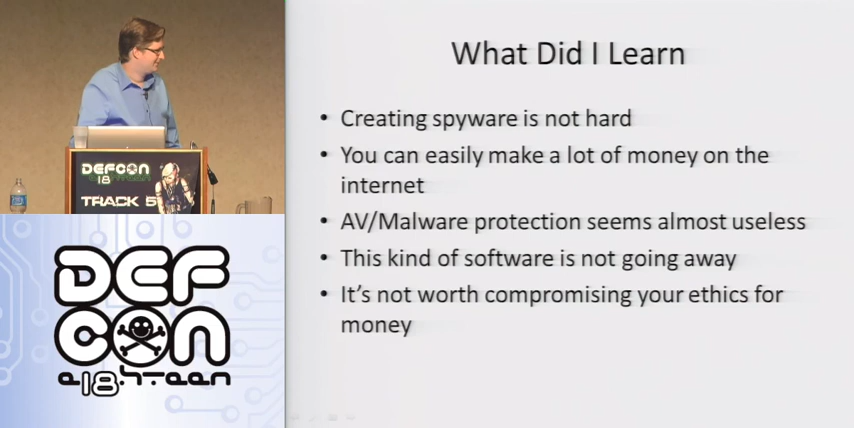 DEFCON
18
TRACK 5
DEF
CON
e18hteen
What Did I Learn
• Creating spyware is not hard
• You can easily make a lot of money on the
internet
• AV/Malware protection seems almost useless
• This kind of software is not going away
• It's not worth compromising your ethics for
money